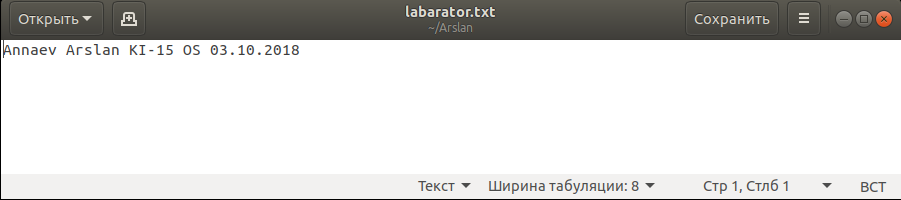 Открыть
labarator.txt
~/Arslan
Сохранить
Annaev Arslan KI-15 OS 03.10.2018
Текст
Ширина табуляции: 8
Стр 1, Стлб 1
ВСТ